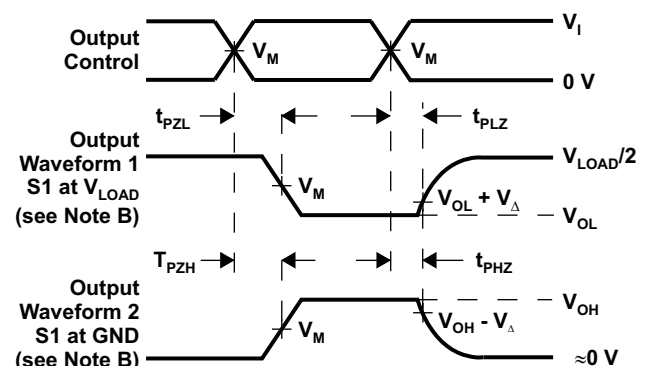 Output
Control
V_M
V_M
V_I
0 V
t_PZL
t_PLZ
Output
Waveform 1
S1 at V_LOAD
(see Note B)
V_M
V_OL + V_Δ
V_LOAD/2
V_OL
T_PZH
t_PHZ
Output
Waveform 2
S1 at GND
(see Note B)
V_M
V_OH - V_Δ
V_OH
≈0 V